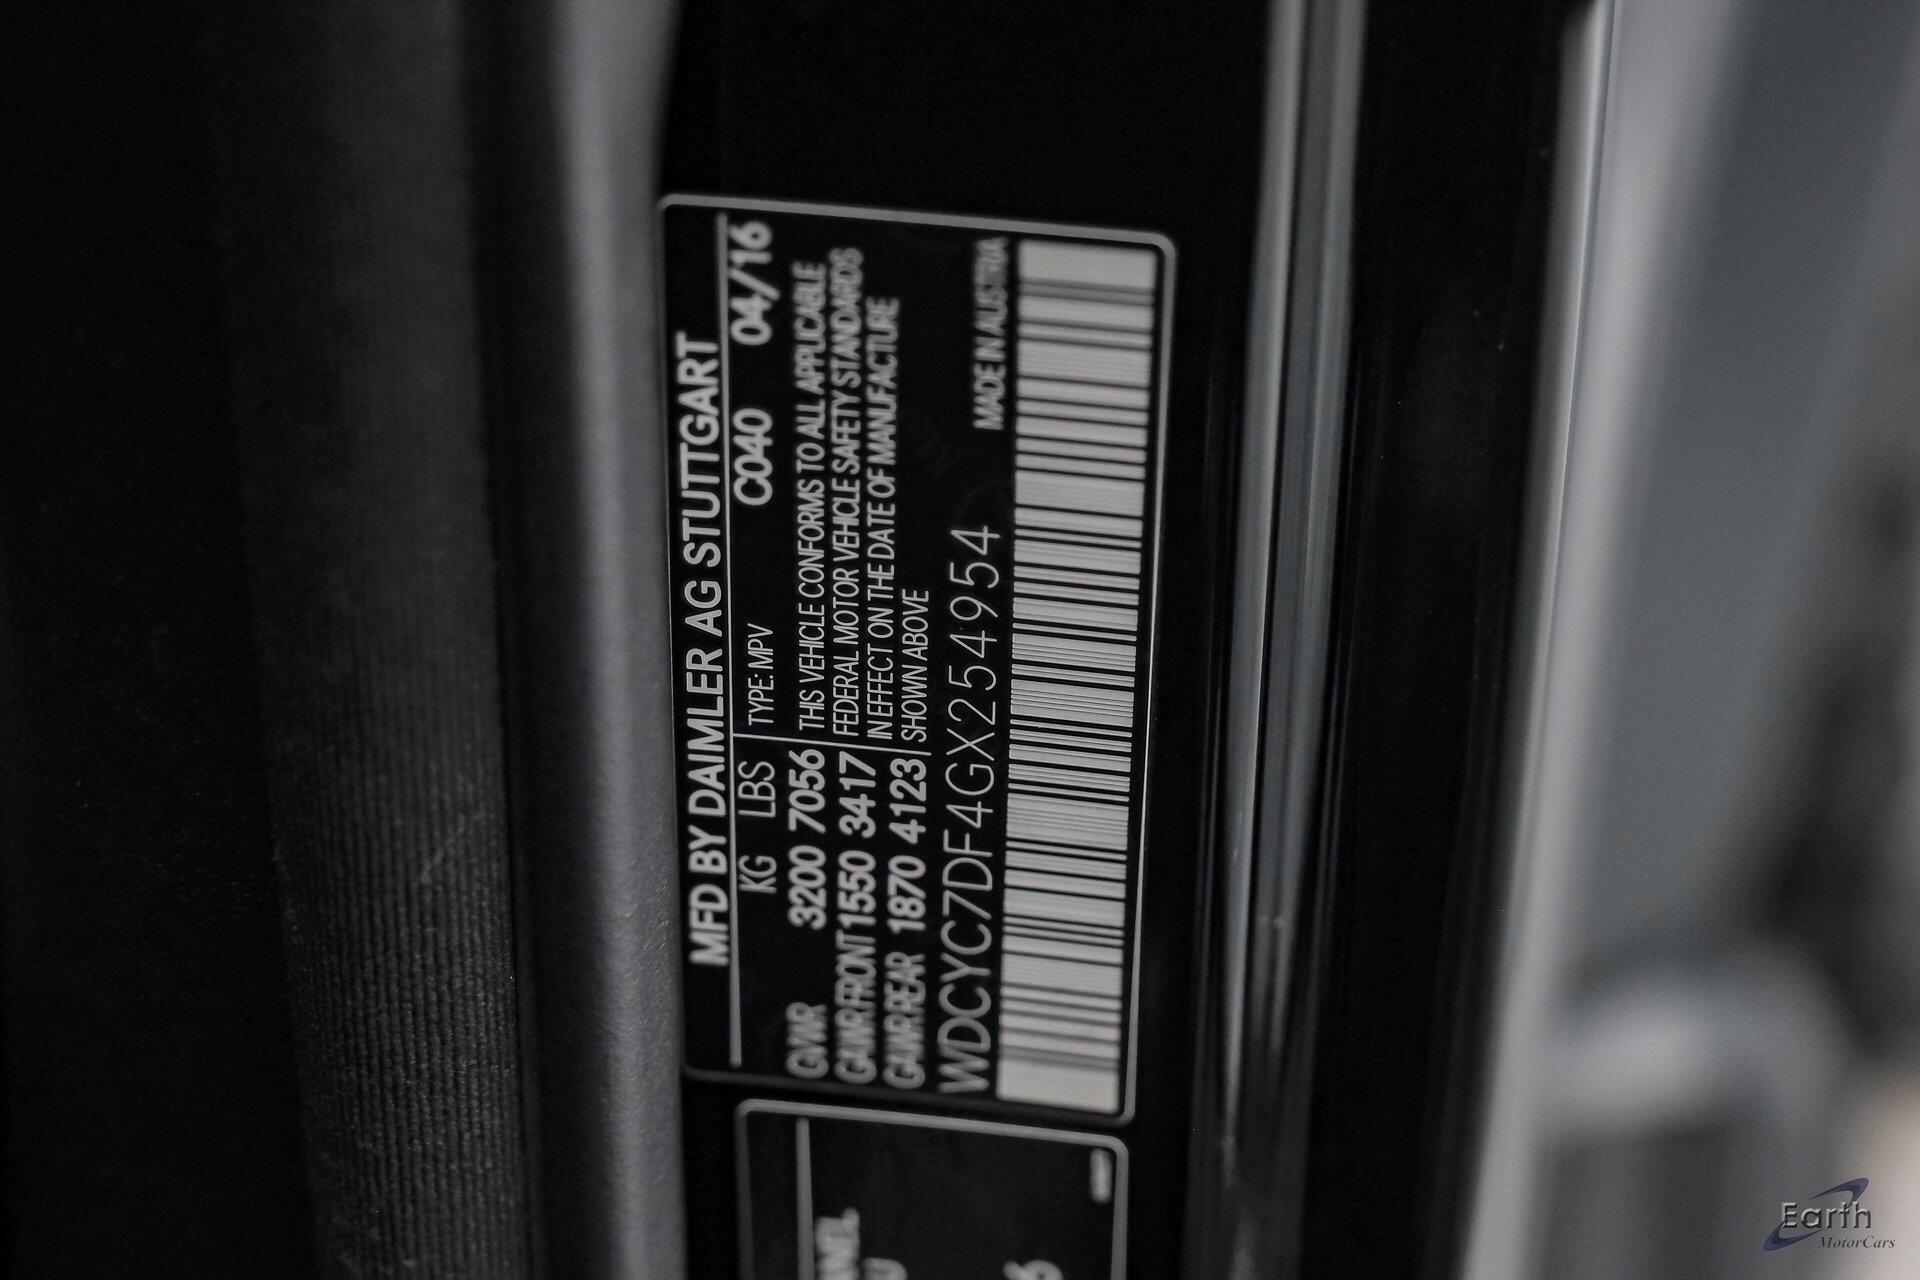 MFD BY DAIMLER AG STUTTGART
KG LBS TYPE: MPV C040 04/16
GVWR 3200 7056
GAWR FRONT 1550 3417
GAWR REAR 1870 4123
THIS VEHICLE CONFORMS TO ALL APPLICABLE
FEDERAL MOTOR VEHICLE SAFETY STANDARDS
IN EFFECT ON THE DATE OF MANUFACTURE
SHOWN ABOVE
WDCYC7DF4GX254954
MADE IN AUSTRIA
Earth
MotorCars